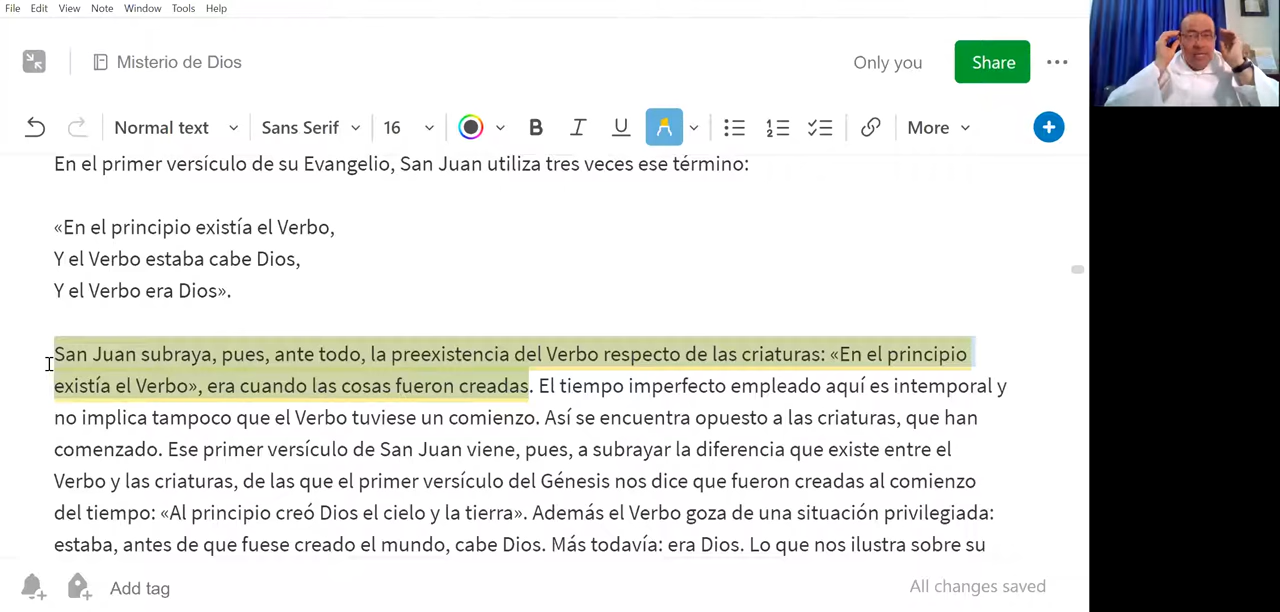 File Edit View Note Window Tools Help
Misterio de Dios
Only you
Share
Normal text
Sans Serif
16
B I U
More
En el primer versículo de su Evangelio, San Juan utiliza tres veces ese término:
«En el principio existía el Verbo,
Y el Verbo estaba cabe Dios,
Y el Verbo era Dios».
San Juan subraya, pues, ante todo, la preexistencia del Verbo respecto de las criaturas: «En el principio
existía el Verbo», era cuando las cosas fueron creadas. El tiempo imperfecto empleado aquí es intemporal y
no implica tampoco que el Verbo tuviese un comienzo. Así se encuentra opuesto a las criaturas, que han
comenzado. Ese primer versículo de San Juan viene, pues, a subrayar la diferencia que existe entre el
Verbo y las criaturas, de las que el primer versículo del Génesis nos dice que fueron creadas al comienzo
del tiempo: «Al principio creó Dios el cielo y la tierra». Además el Verbo goza de una situación privilegiada:
estaba, antes de que fuese creado el mundo, cabe Dios. Más todavía: era Dios. Lo que nos ilustra sobre su
Add tag
All changes saved